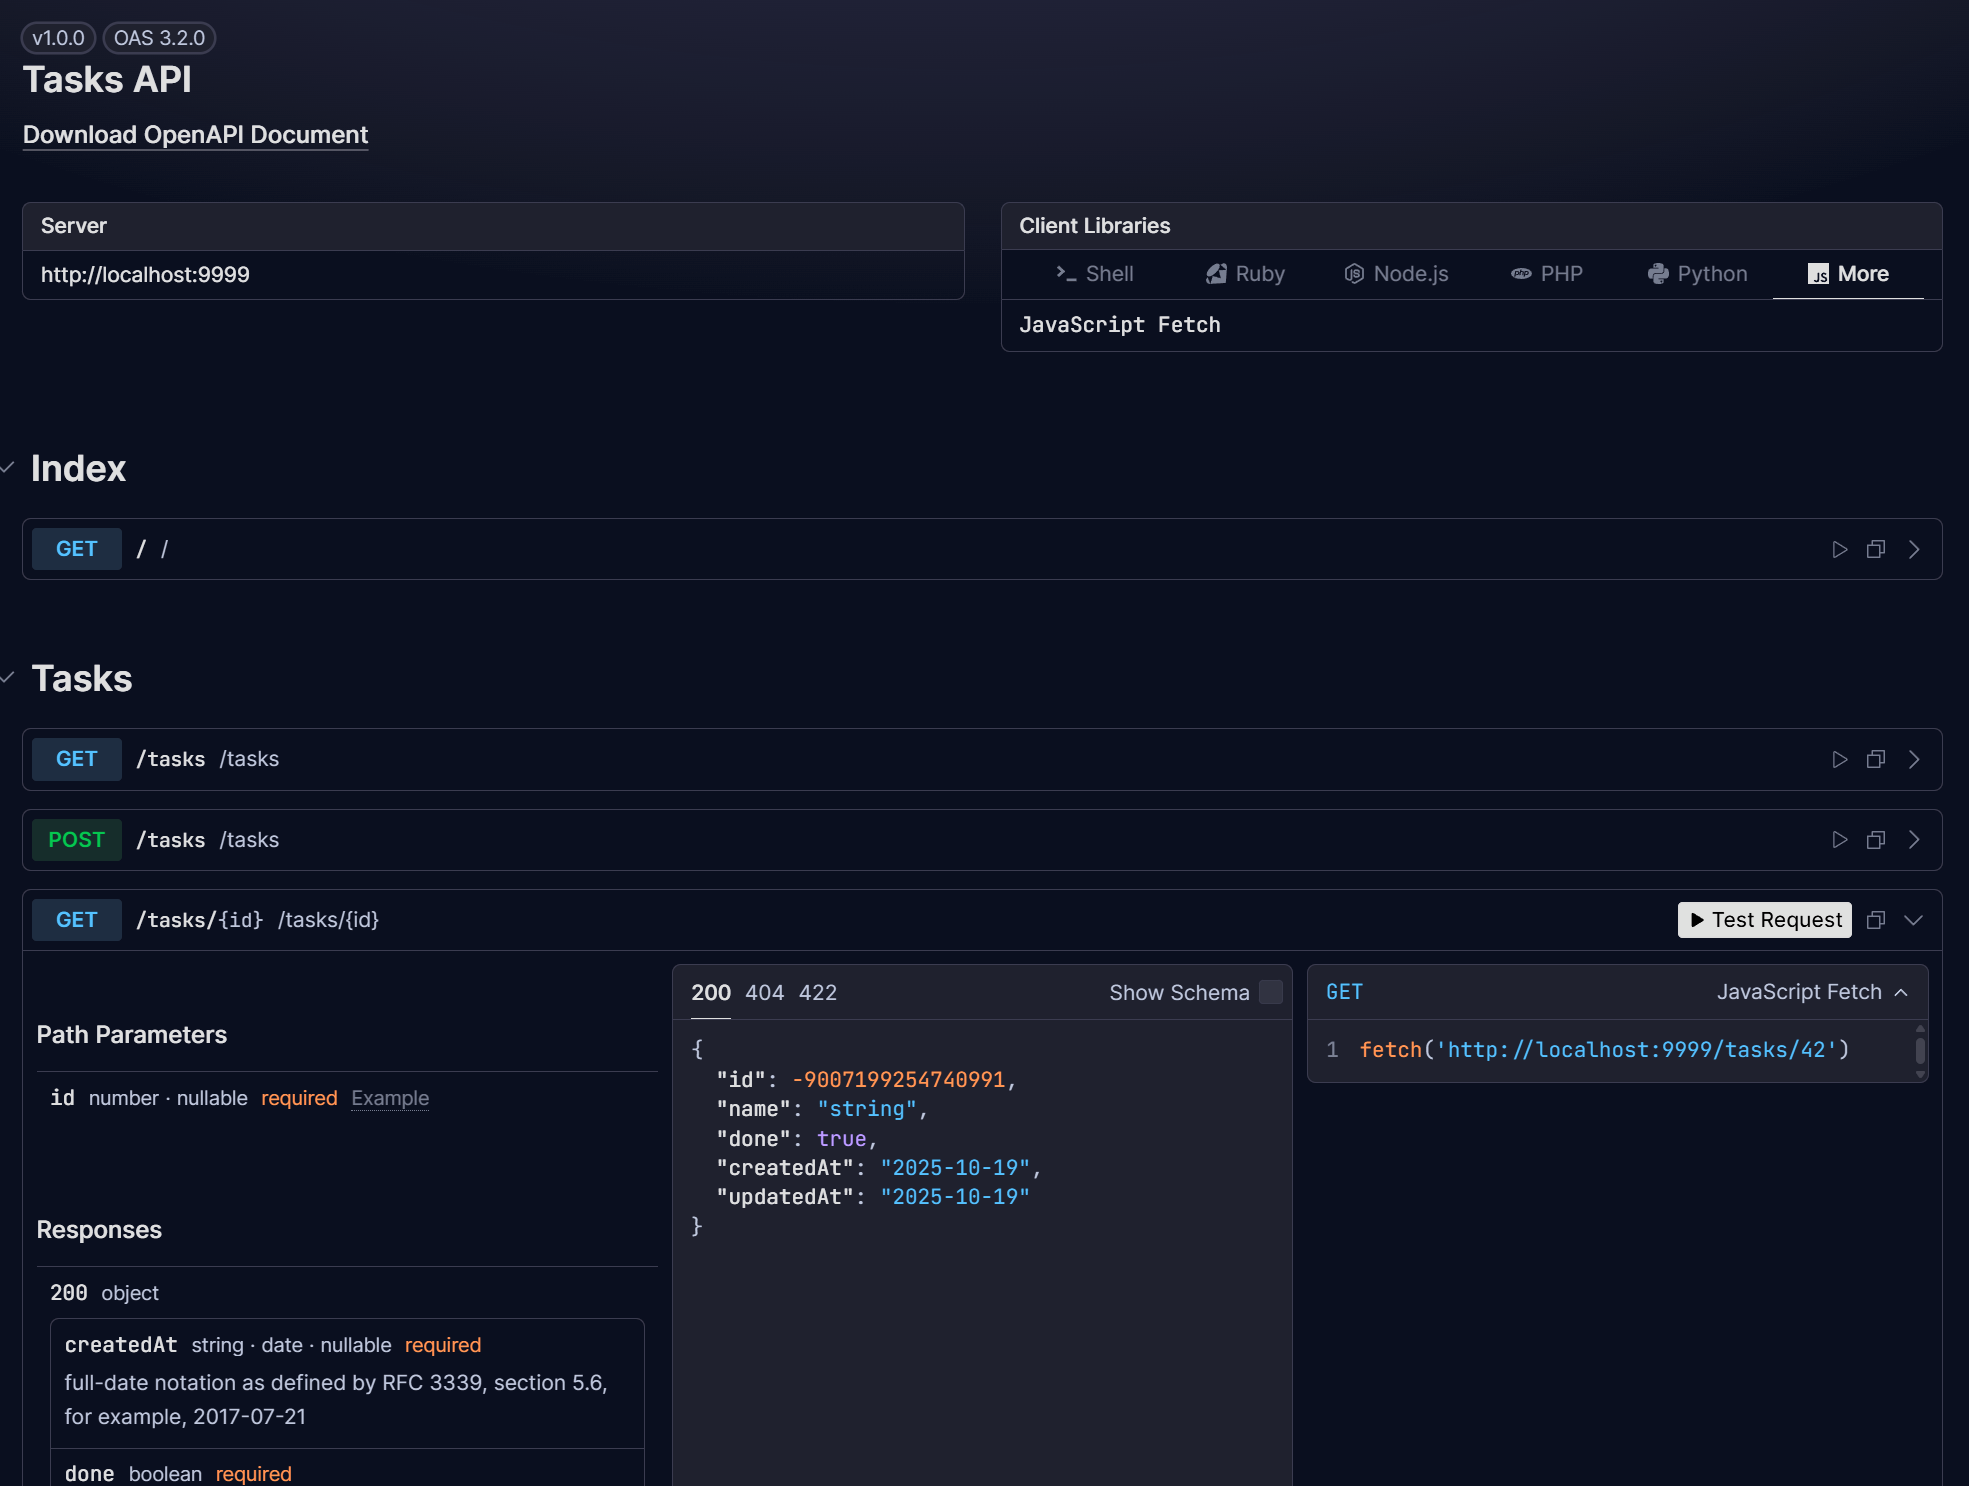 v1.0.0 OAS 3.2.0
Tasks API
Download OpenAPI Document
Server
http://localhost:9999
Client Libraries
Shell Ruby Node.js PHP Python More
JavaScript Fetch
Index
GET / /
Tasks
GET /tasks /tasks
POST /tasks /tasks
GET /tasks/{id} /tasks/{id} Test Request
Path Parameters
id number · nullable required Example
Responses
200 object
createdAt string · date · nullable required
full-date notation as defined by RFC 3339, section 5.6,
for example, 2017-07-21
done boolean required
200 404 422 Show Schema
{
"id": -9007199254740991,
"name": "string",
"done": true,
"createdAt": "2025-10-19",
"updatedAt": "2025-10-19"
}
GET JavaScript Fetch
1 fetch('http://localhost:9999/tasks/42')